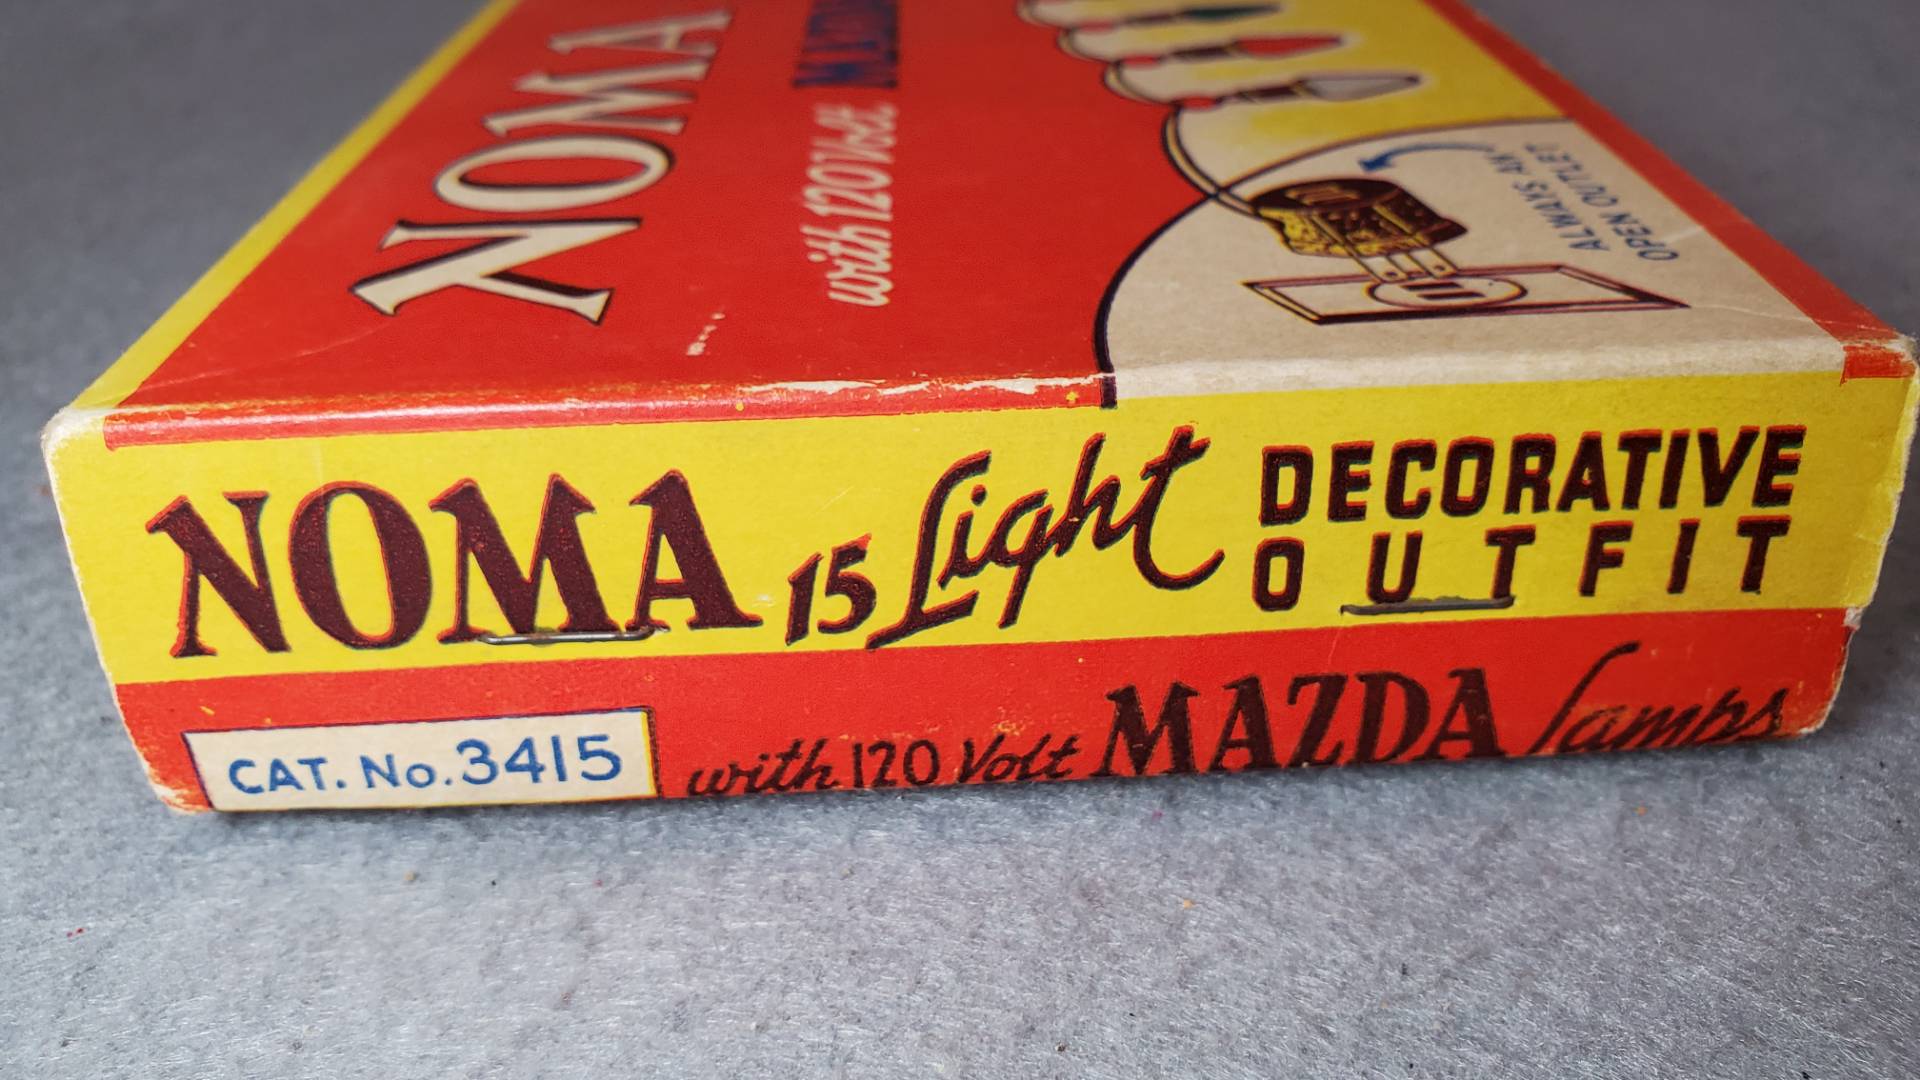 NOMA
with 120 Volt MAZDA
ALWAYS AN
OPEN OUTLET
NOMA 15 Light DECORATIVE
OUTFIT
CAT. No. 3415
with 120 Volt MAZDA Lamps